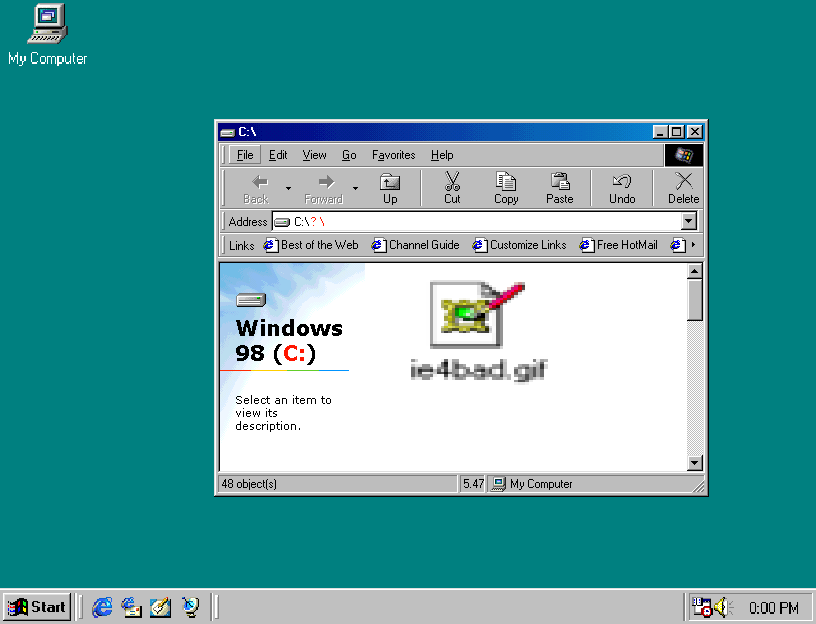 My Computer
C:\
File Edit View Go Favorites Help
Back Forward Up Cut Copy Paste Undo Delete
Address C:\?\
Links Best of the Web Channel Guide Customize Links Free HotMail
Windows
98 (C:)
ie4bad.gif
Select an item to
view its
description.
48 object(s) 5.47 My Computer
Start 0:00 PM